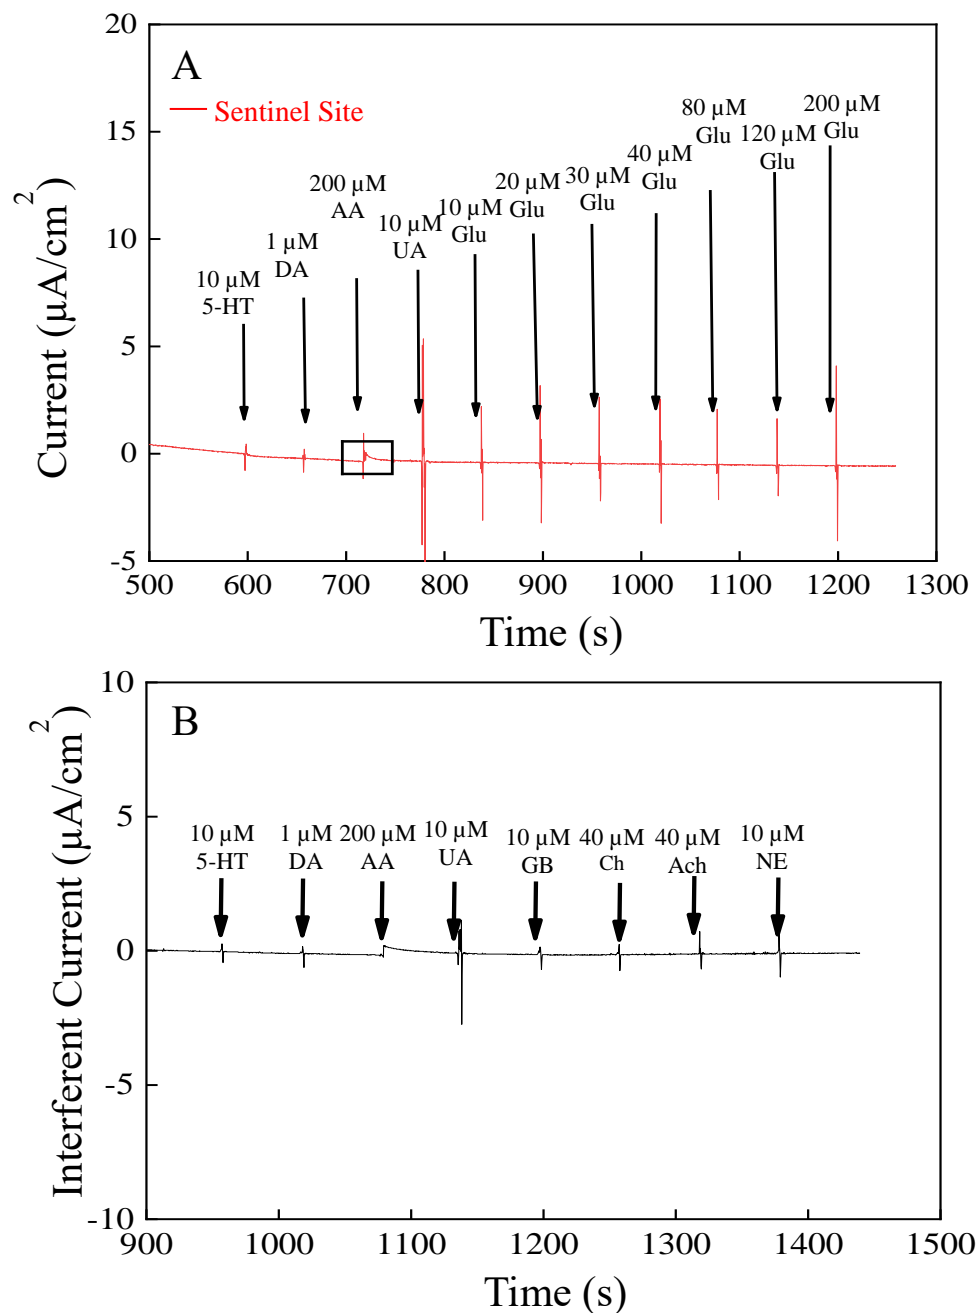 A
Sentinel Site
10 µM
5-HT
1 µM
DA
200 µM
AA
10 µM
UA
10 µM
Glu
20 µM
Glu
30 µM
Glu
40 µM
Glu
80 µM
Glu
120 µM
Glu
200 µM
Glu
20
15
10
5
0
-5
Current (µA/cm²)
500 600 700 800 900 1000 1100 1200 1300
Time (s)
B
10 µM
5-HT
1 µM
DA
200 µM
AA
10 µM
UA
10 µM
GB
40 µM
Ch
40 µM
Ach
10 µM
NE
10
5
0
-5
-10
Interferent Current (µA/cm²)
900 1000 1100 1200 1300 1400 1500
Time (s)